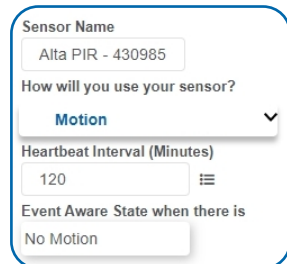 Sensor Name
Alta PIR - 430985
How will you use your sensor?
Motion
Heartbeat Interval (Minutes)
120
Event Aware State when there is
No Motion